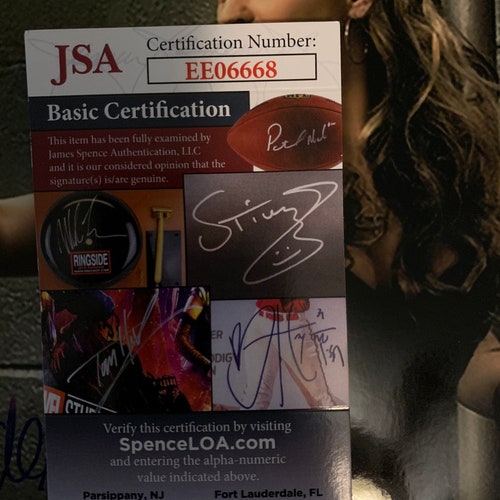 JSA
Certification Number:
EE06668
Basic Certification
This item has been fully examined by
James Spence Authentication, LLC
and it is our considered opinion that the
signature(s) is/are genuine.
RINGSIDE
Verify this certification by visiting
SpenceLOA.com
and entering the alpha-numeric
value indicated above.
Parsippany, NJ
Fort Lauderdale, FL